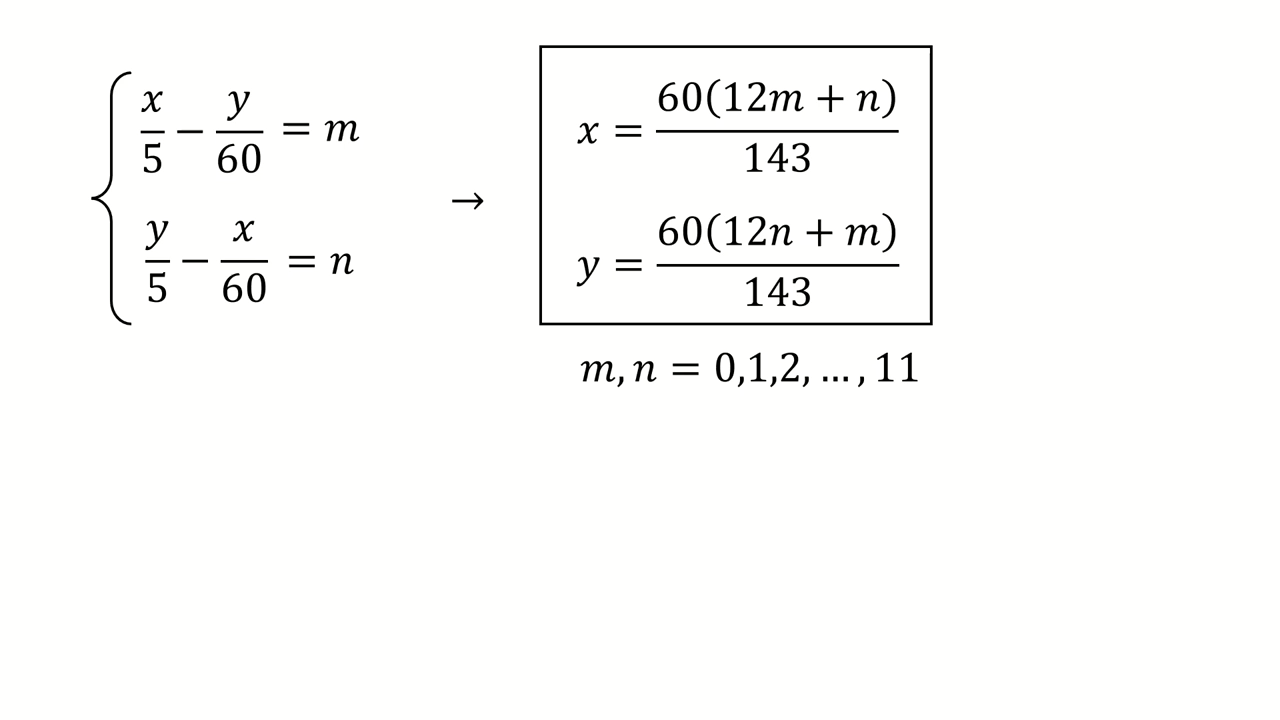 x/5 − y/60 = m
y/5 − x/60 = n
→
x = 60(12m + n)/143
y = 60(12n + m)/143
m, n = 0,1,2, … , 11